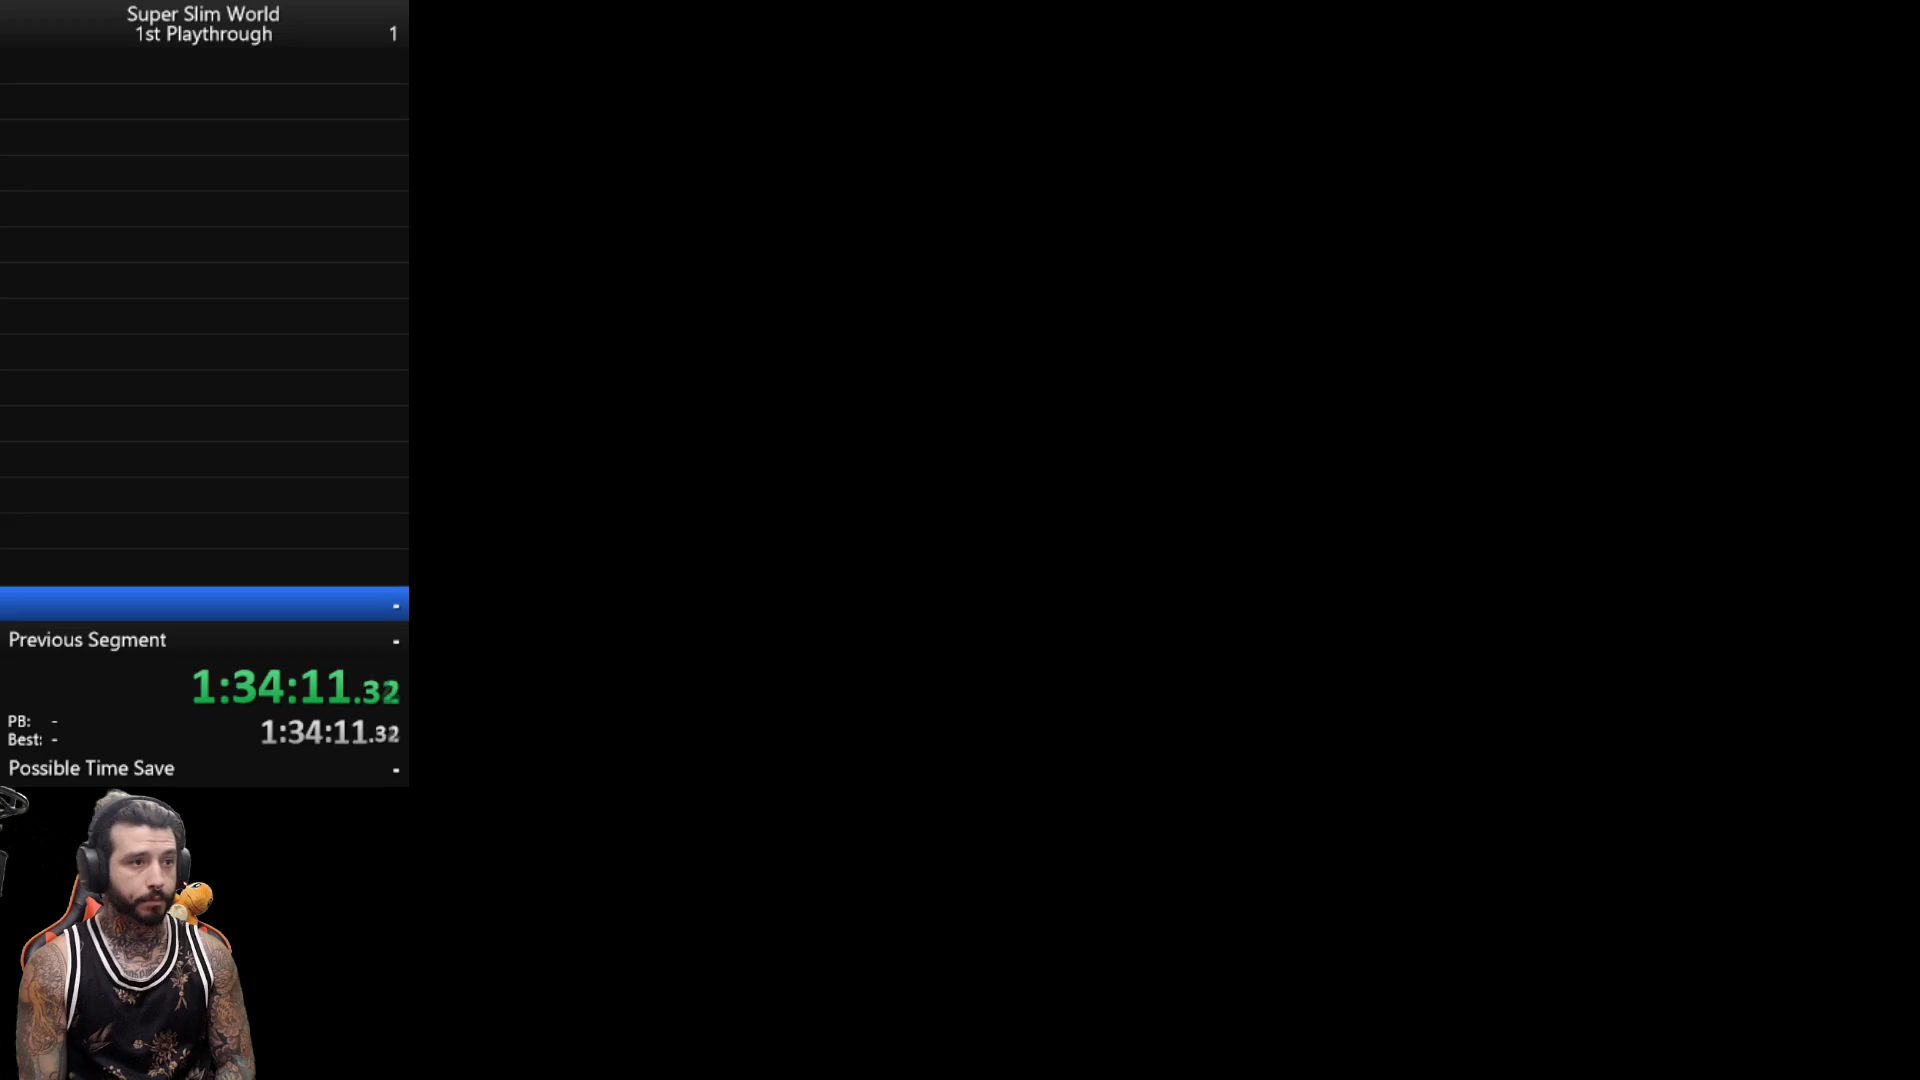 Super Slim World
1st Playthrough 1
-
Previous Segment -
1:34:11.32
PB: -
Best: -
1:34:11.32
Possible Time Save -